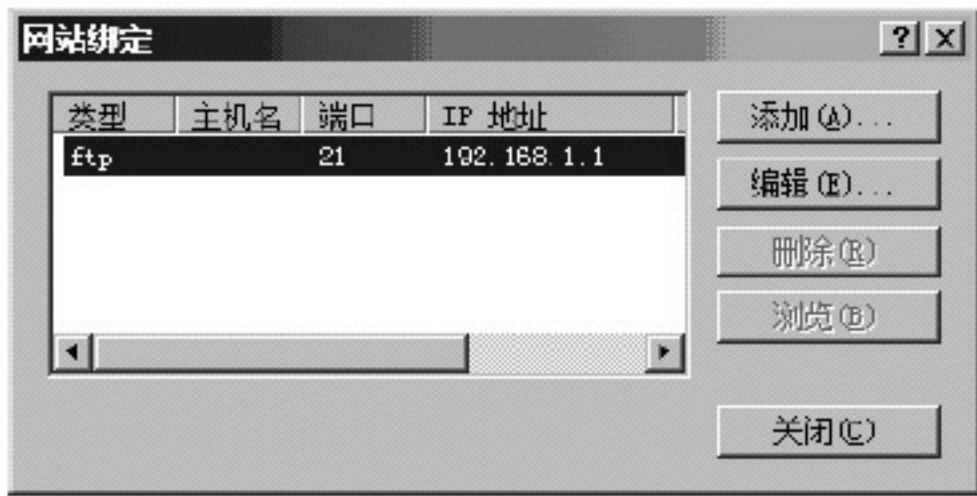 网站绑定
类型 主机名 端口 IP 地址
ftp 21 192.168.1.1
添加(A)...
编辑(E)...
删除(R)
浏览(B)
关闭(C)